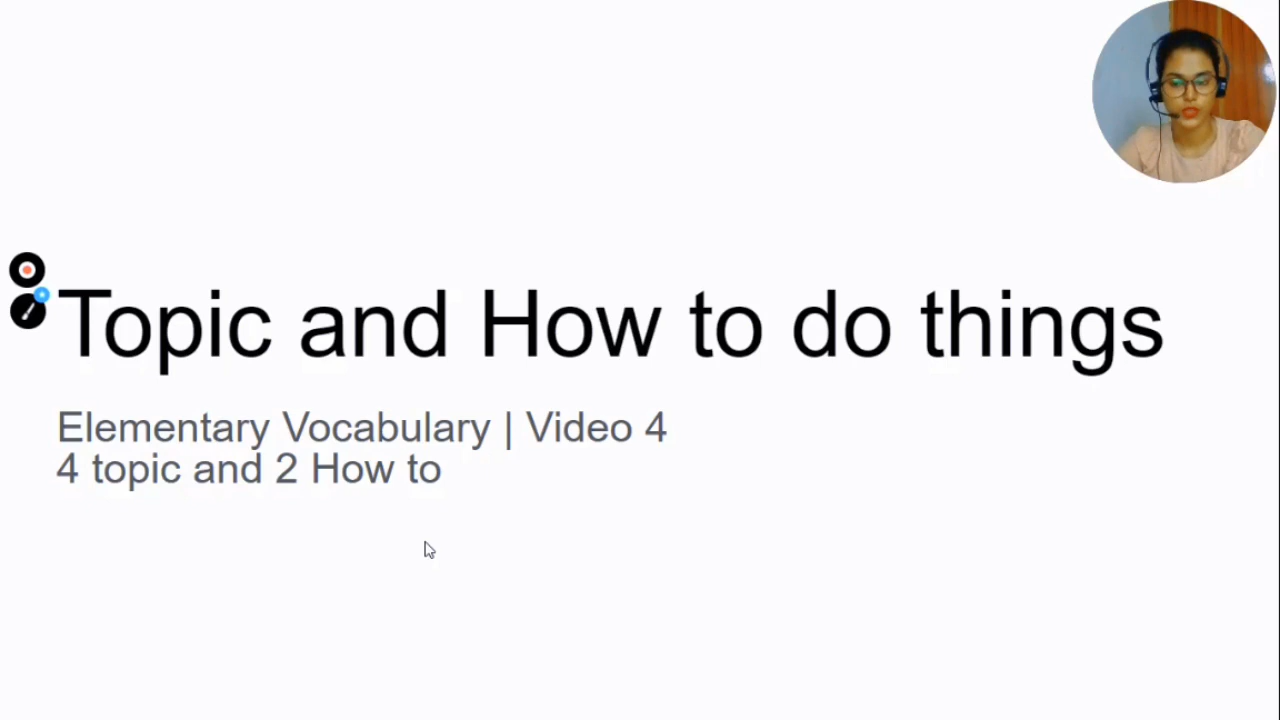 Topic and How to do things
Elementary Vocabulary | Video 4
4 topic and 2 How to